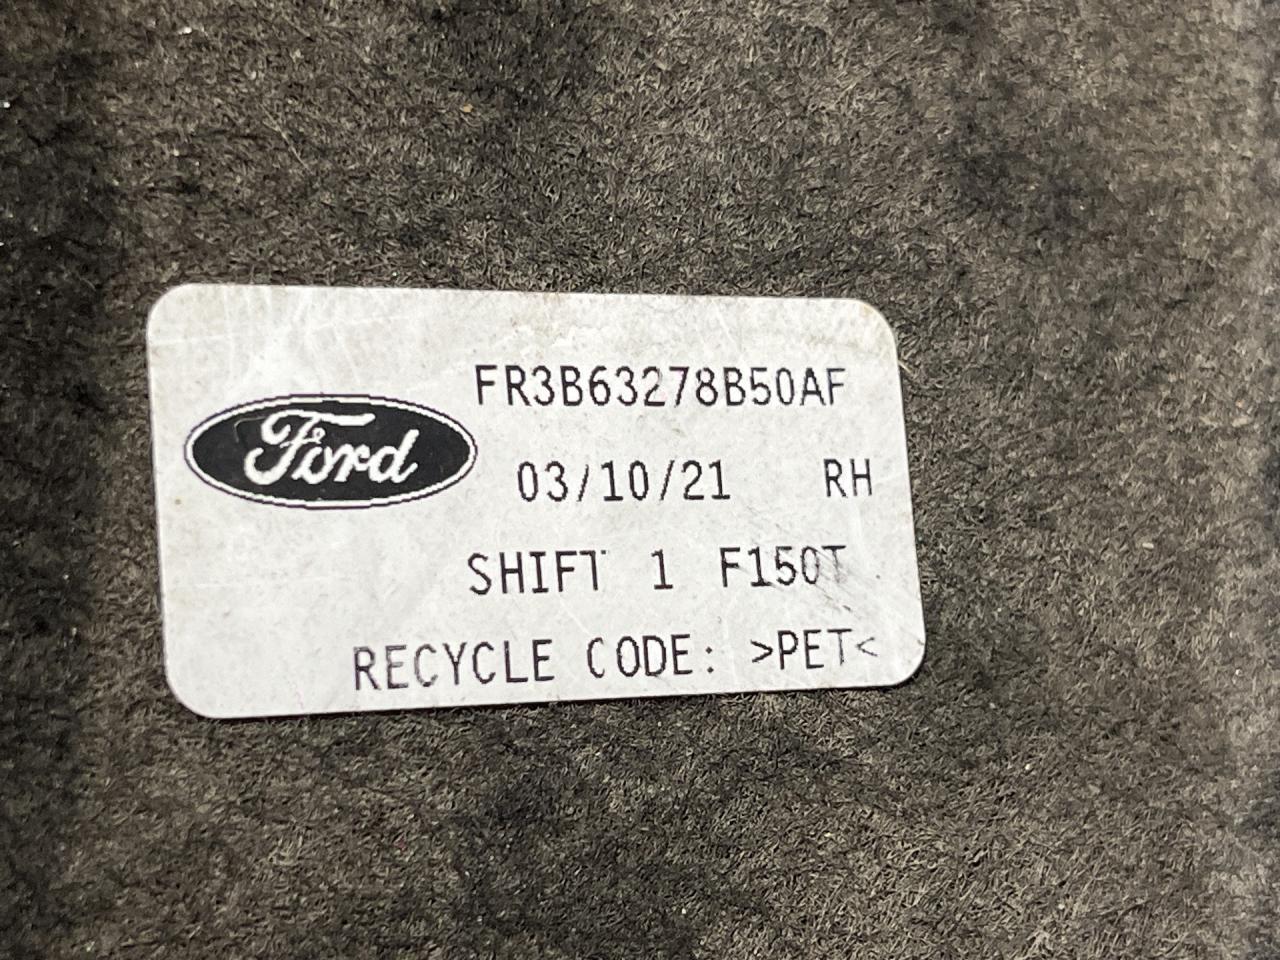 FR3B63278B50AF
Ford
03/10/21 RH
SHIFT 1 F150T
RECYCLE CODE: >PET<